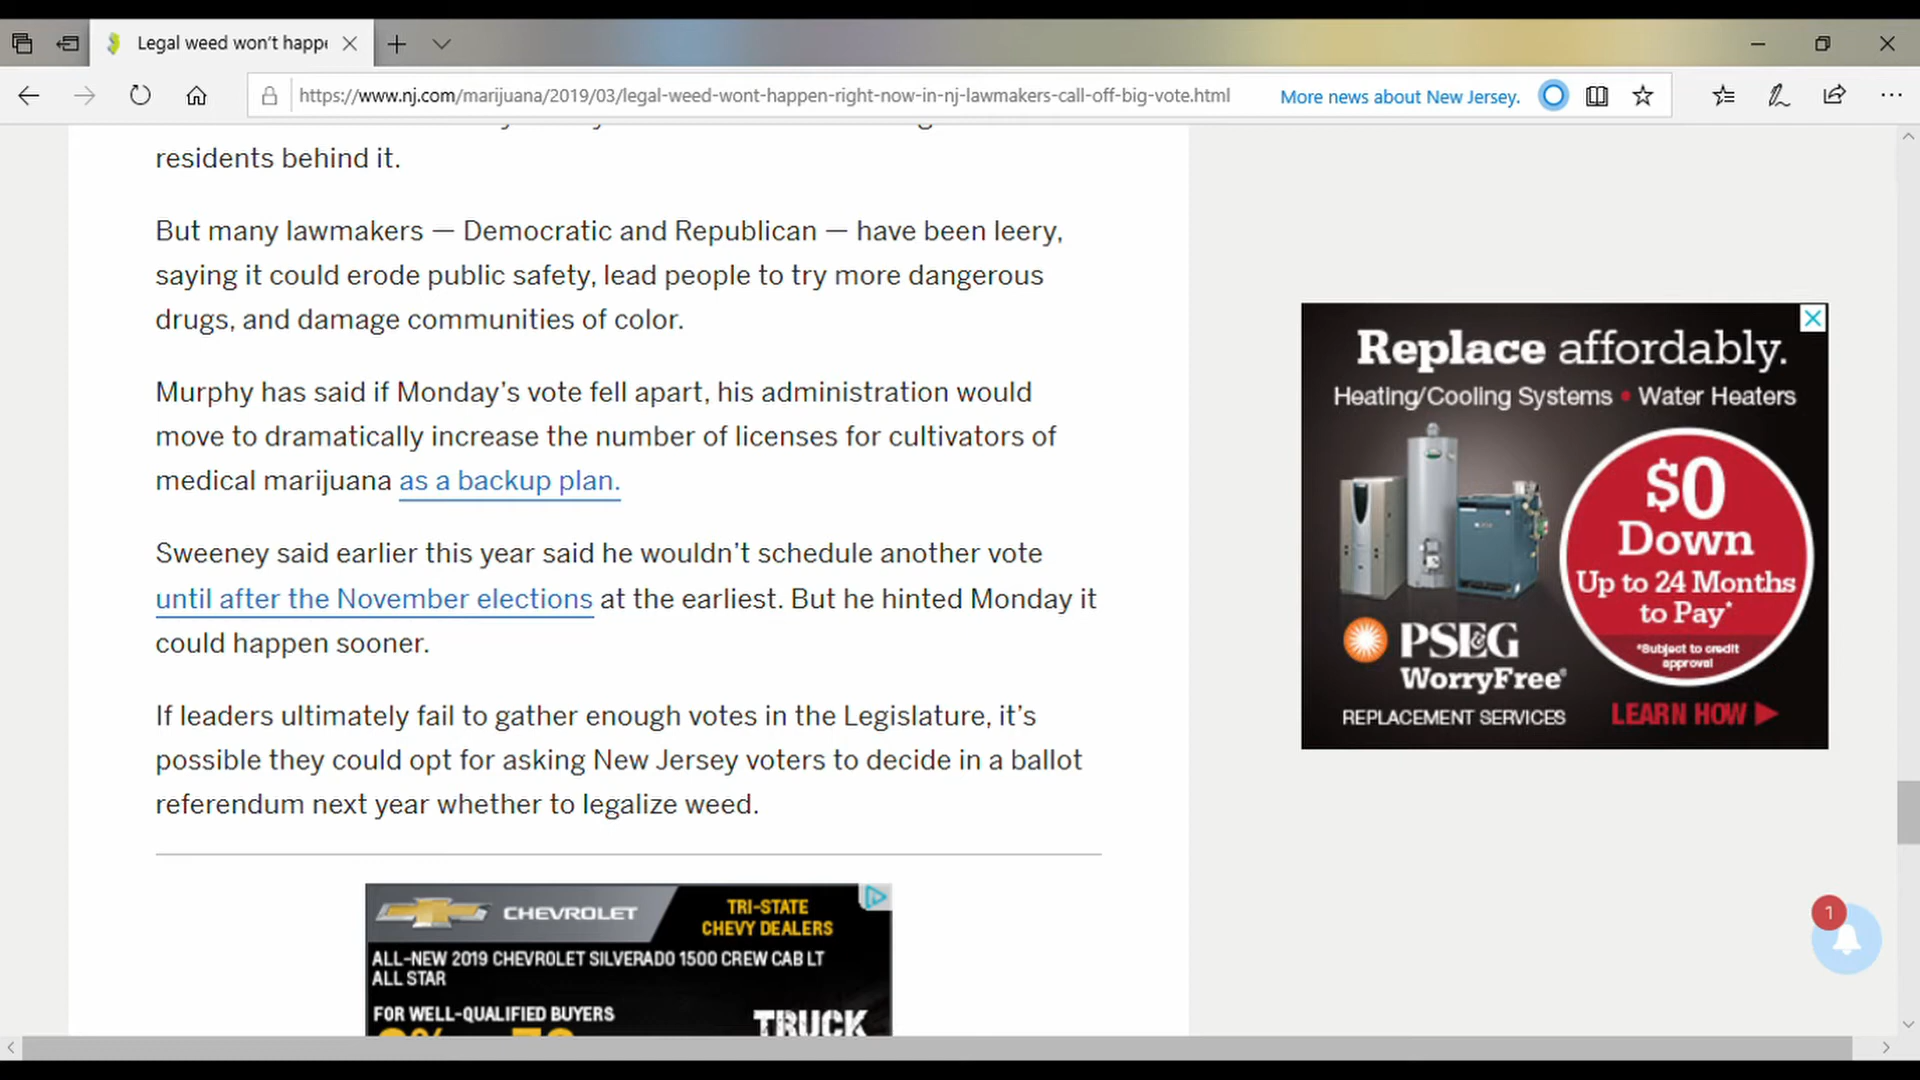 Legal weed won't happe
https://www.nj.com/marijuana/2019/03/legal-weed-wont-happen-right-now-in-nj-lawmakers-call-off-big-vote.html
More news about New Jersey.
residents behind it.
But many lawmakers — Democratic and Republican — have been leery,
saying it could erode public safety, lead people to try more dangerous
drugs, and damage communities of color.
Murphy has said if Monday's vote fell apart, his administration would
move to dramatically increase the number of licenses for cultivators of
medical marijuana as a backup plan.
Sweeney said earlier this year said he wouldn't schedule another vote
until after the November elections at the earliest. But he hinted Monday it
could happen sooner.
If leaders ultimately fail to gather enough votes in the Legislature, it's
possible they could opt for asking New Jersey voters to decide in a ballot
referendum next year whether to legalize weed.
Replace affordably.
Heating/Cooling Systems • Water Heaters
$0
Down
Up to 24 Months
to Pay*
*Subject to credit
approval
PSEG
WorryFree®
REPLACEMENT SERVICES
LEARN HOW
1
CHEVROLET
TRI-STATE
CHEVY DEALERS
ALL-NEW 2019 CHEVROLET SILVERADO 1500 CREW CAB LT
ALL STAR
FOR WELL-QUALIFIED BUYERS
TRUCK